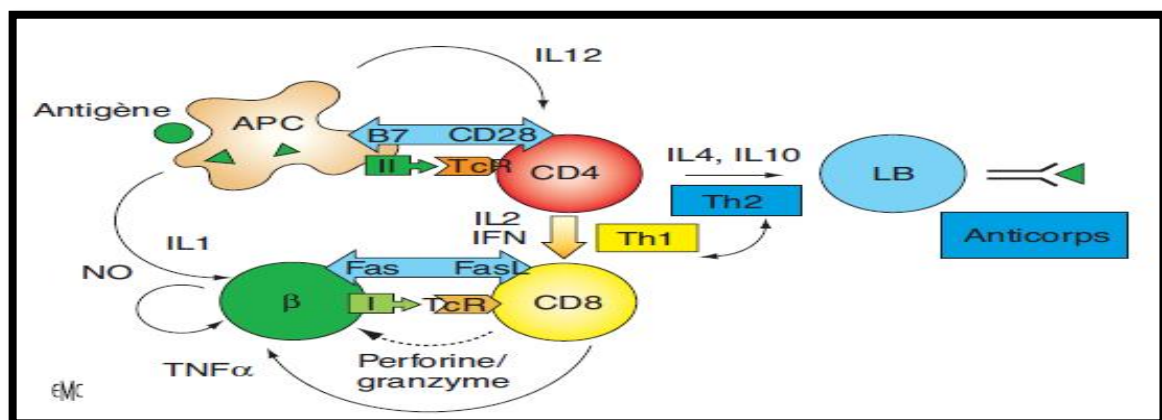 IL12
Antigène
APC
B7 CD28
II TcR
CD4
IL4, IL10
LB
Th2
IL2
IFN
Th1
Anticorps
IL1
NO
Fas FasL
β
I TcR
CD8
Perforine/
granzyme
TNFα
EMC